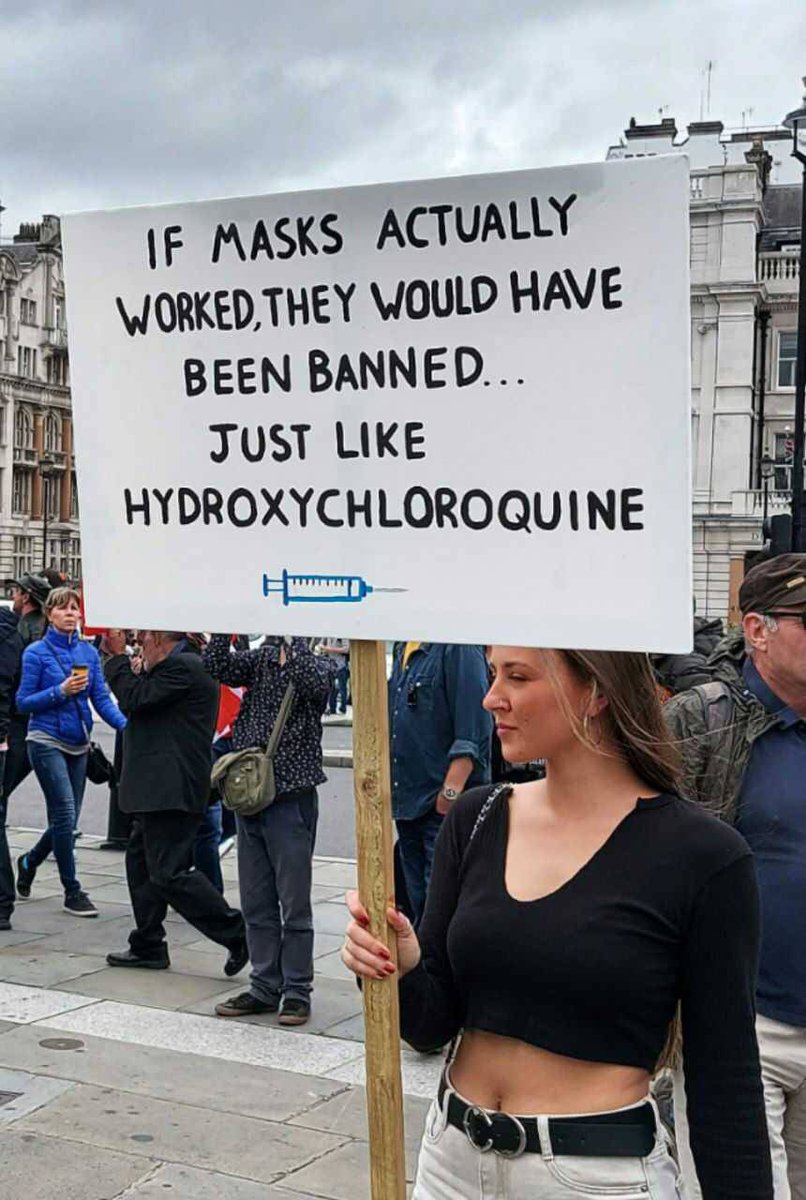 IF MASKS ACTUALLY
WORKED, THEY WOULD HAVE
BEEN BANNED...
JUST LIKE
HYDROXYCHLOROQUINE